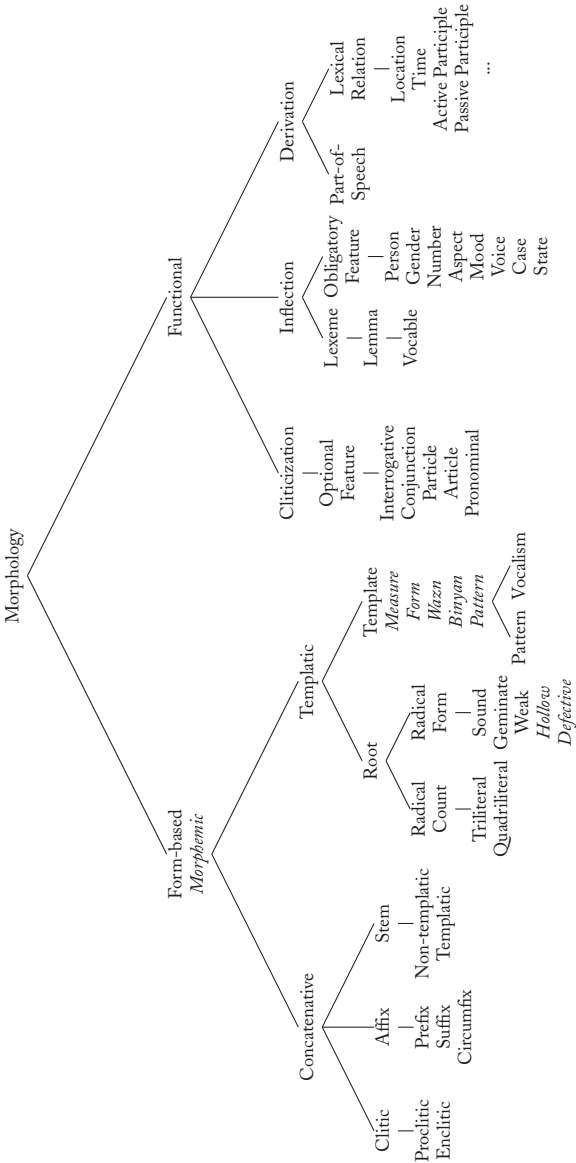 Morphology
Form-based
Morphemic
Functional
Concatenative
Templatic
Cliticization
Inflection
Derivation
Clitic
Proclitic
Enclitic
Affix
Prefix
Suffix
Circumfix
Stem
Non-templatic
Templatic
Root
Radical
Count
Triliteral
Quadriliteral
Radical
Form
Sound
Geminate
Weak
Hollow
Defective
Template
Measure
Form
Wazn
Binyan
Pattern
Pattern
Vocalism
Optional
Feature
Interrogative
Conjunction
Particle
Article
Pronominal
Lexeme
Lemma
Vocable
Obligatory
Feature
Person
Gender
Number
Aspect
Mood
Voice
Case
State
Part-of-
Speech
Lexical
Relation
Location
Time
Active Participle
Passive Participle
...